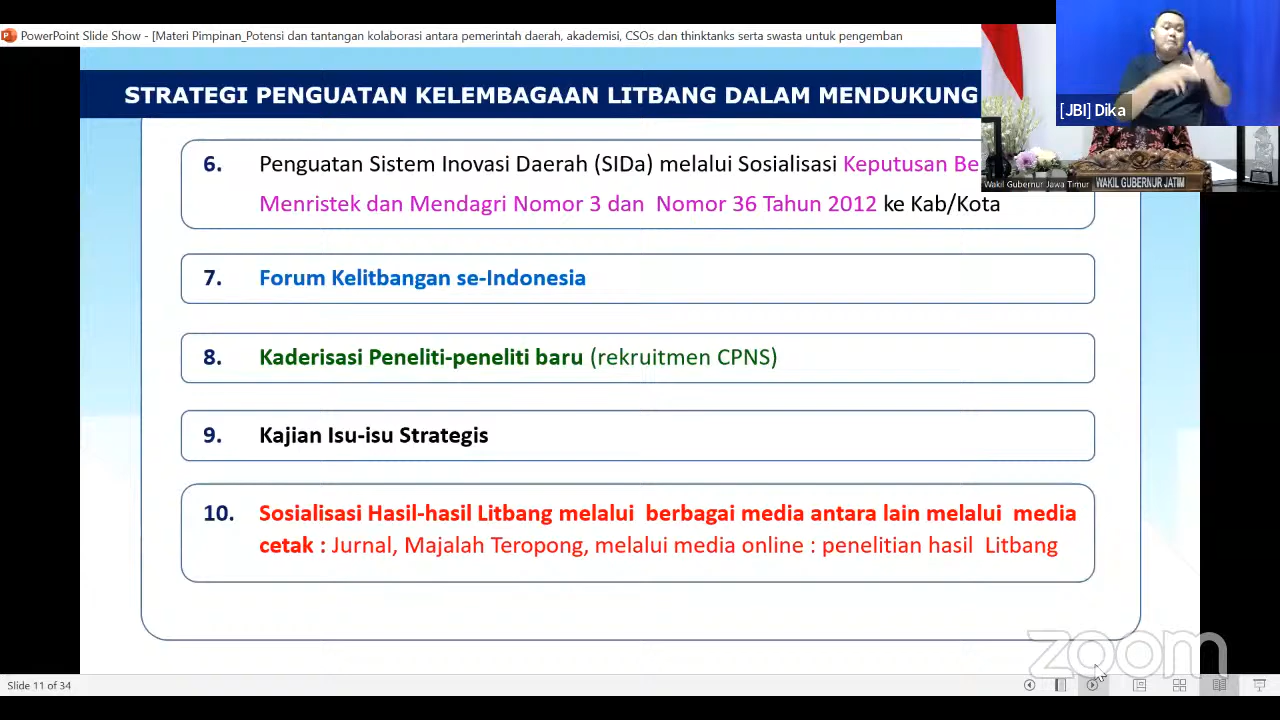 PowerPoint Slide Show - [Materi Pimpinan_Potensi dan tantangan kolaborasi antara pemerintah daerah, akademisi, CSOs dan thinktanks serta swasta untuk pengemban
STRATEGI PENGUATAN KELEMBAGAAN LITBANG DALAM MENDUKUNG
[JBI] Dika
Wakil Gubernur Jawa Timur
WAKIL GUBERNUR JATIM
6. Penguatan Sistem Inovasi Daerah (SIDa) melalui Sosialisasi Keputusan Be
Menristek dan Mendagri Nomor 3 dan Nomor 36 Tahun 2012 ke Kab/Kota
7. Forum Kelitbangan se-Indonesia
8. Kaderisasi Peneliti-peneliti baru (rekruitmen CPNS)
9. Kajian Isu-isu Strategis
10. Sosialisasi Hasil-hasil Litbang melalui berbagai media antara lain melalui media
cetak : Jurnal, Majalah Teropong, melalui media online : penelitian hasil Litbang
zoom
Slide 11 of 34